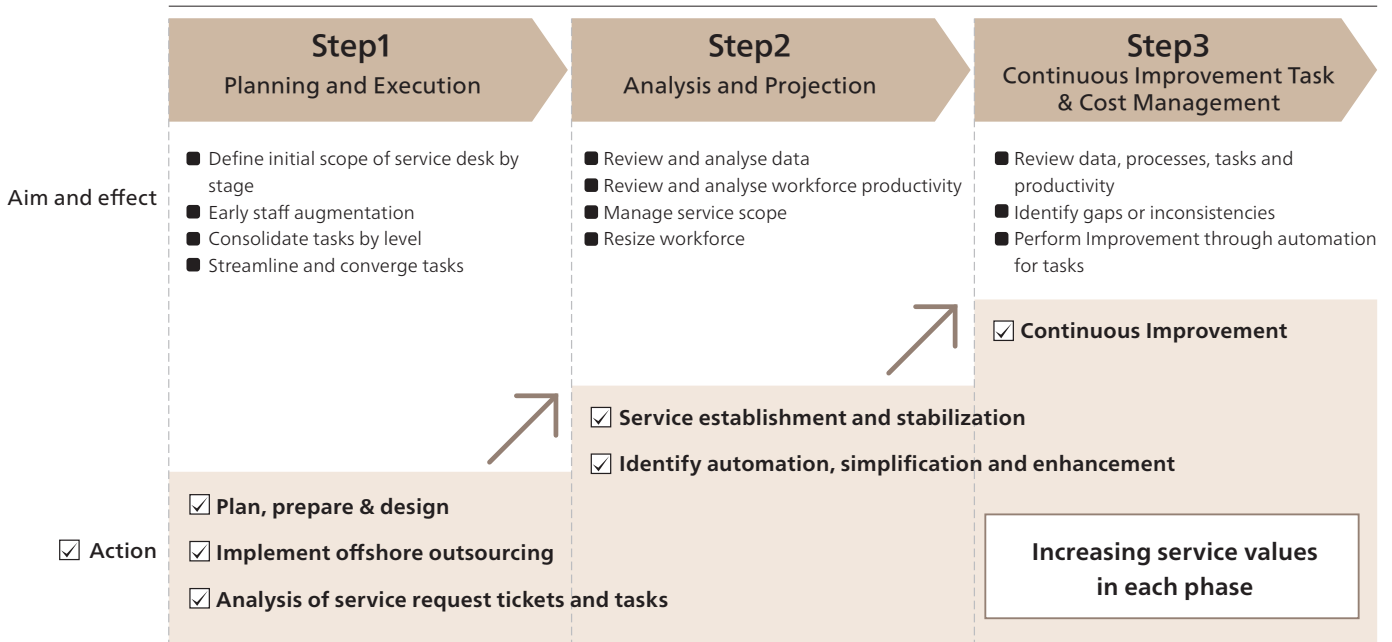 Step1
Planning and Execution
Step2
Analysis and Projection
Step3
Continuous Improvement Task
& Cost Management
Aim and effect
Define initial scope of service desk by
stage
Early staff augmentation
Consolidate tasks by level
Streamline and converge tasks
Review and analyse data
Review and analyse workforce productivity
Manage service scope
Resize workforce
Review data, processes, tasks and
productivity
Identify gaps or inconsistencies
Perform Improvement through automation
for tasks
Action
Plan, prepare & design
Implement offshore outsourcing
Analysis of service request tickets and tasks
Service establishment and stabilization
Identify automation, simplification and enhancement
Continuous Improvement
Increasing service values
in each phase